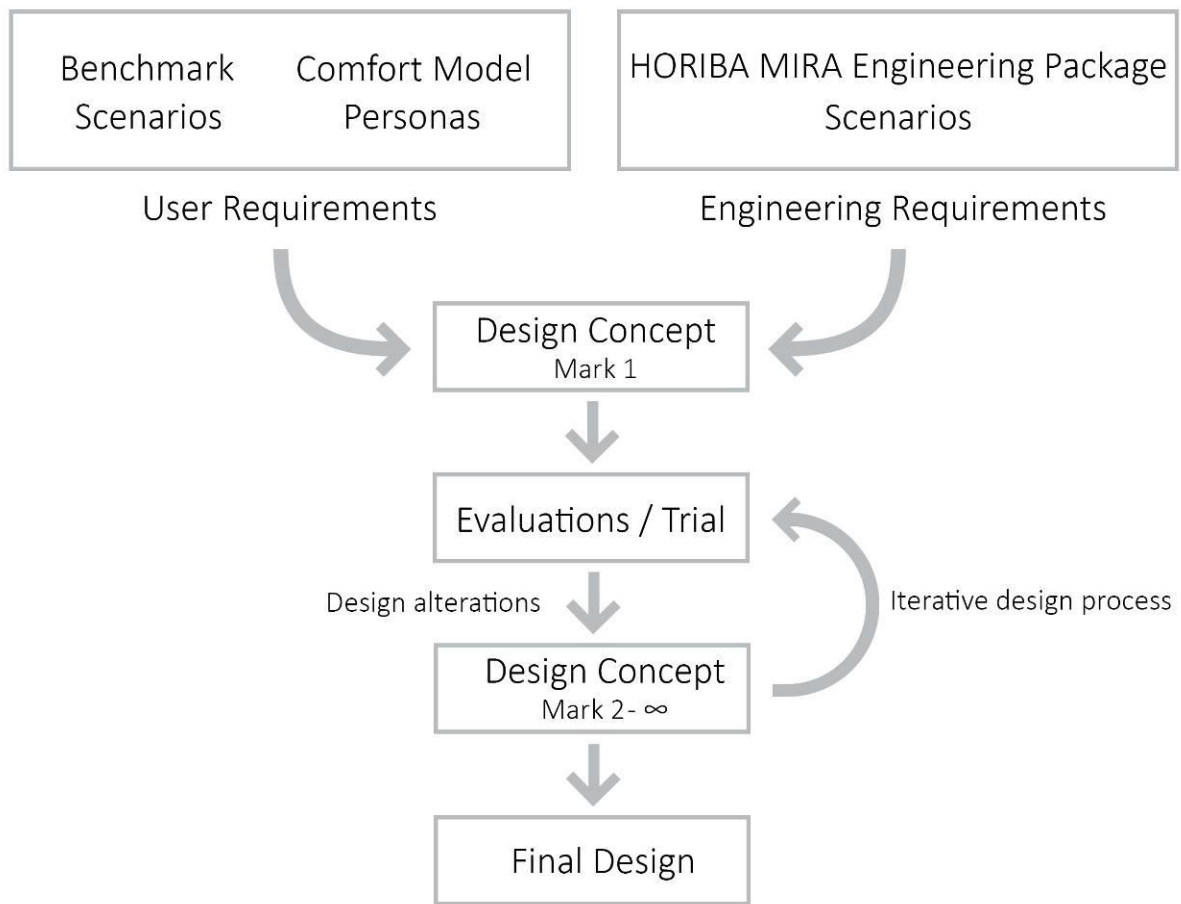 Benchmark Scenarios
Comfort Model Personas
HORIBA MIRA Engineering Package
Scenarios
User Requirements
Engineering Requirements
Design Concept
Mark 1
Evaluations / Trial
Design alterations
Iterative design process
Design Concept
Mark 2- ∞
Final Design